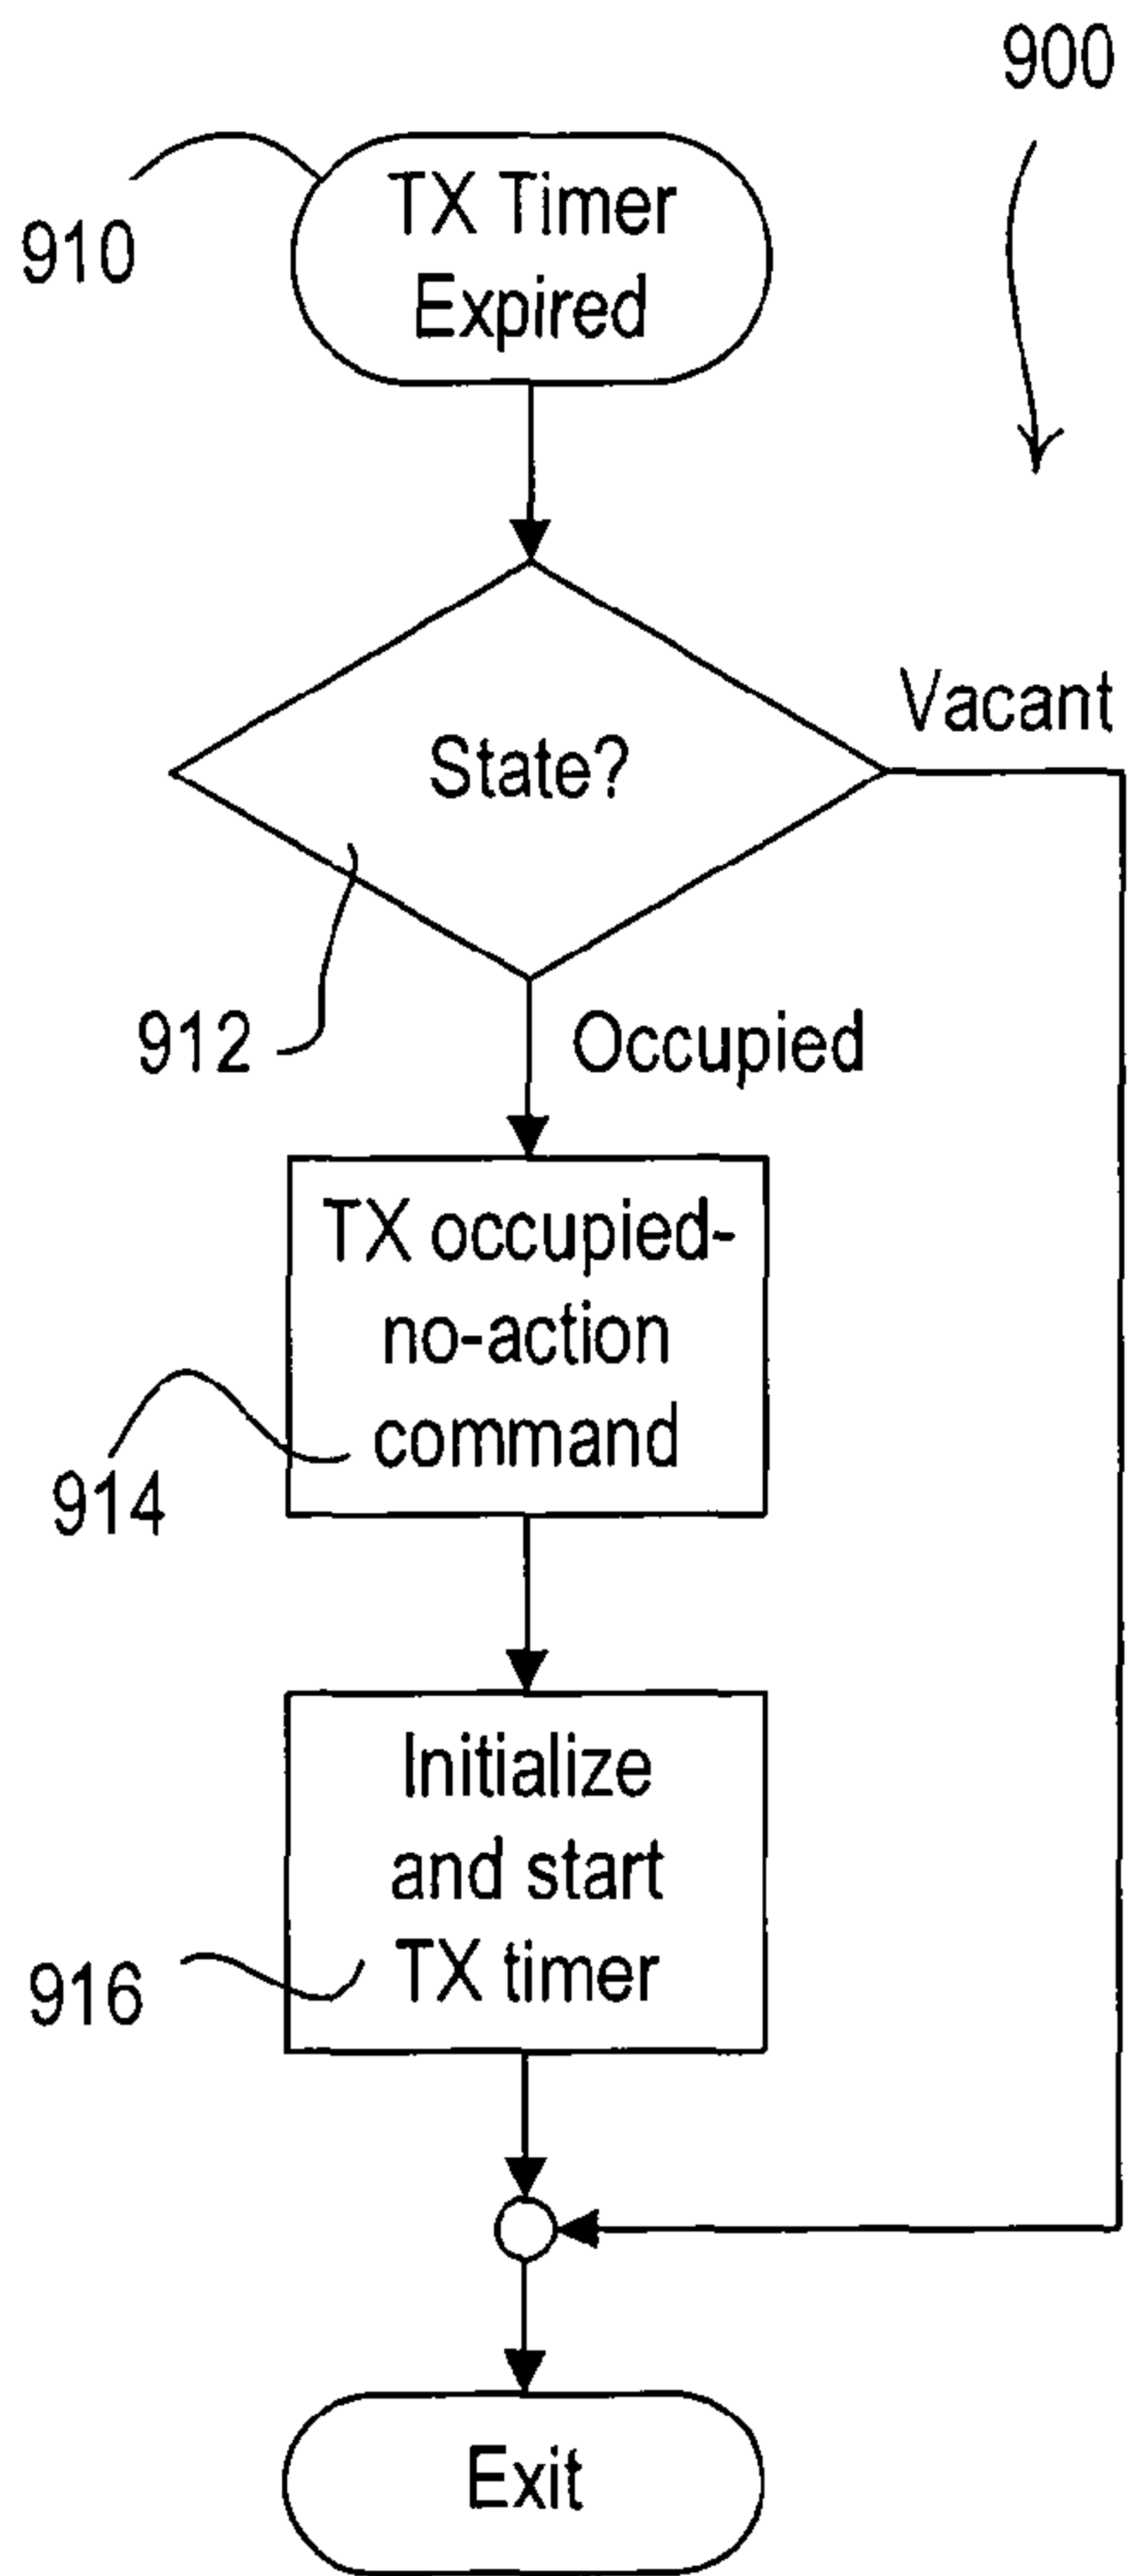 900
TX Timer
Expired
910
State?
Vacant
912
Occupied
TX occupied-
no-action
command
914
Initialize
and start
TX timer
916
Exit